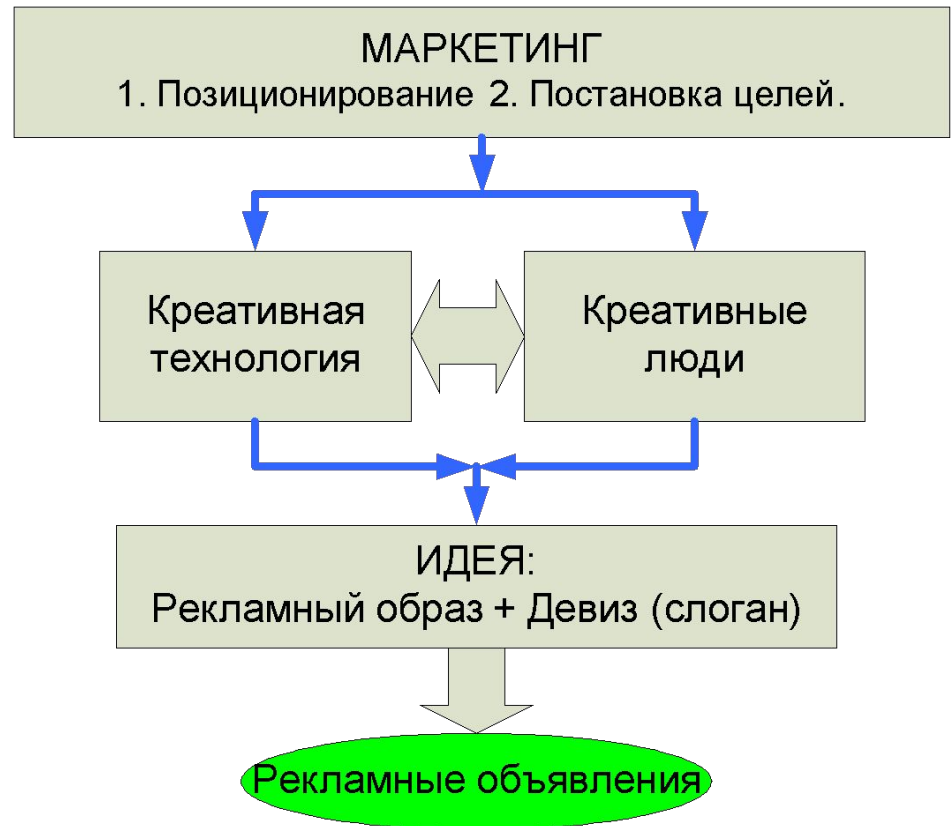 МАРКЕТИНГ
1. Позиционирование 2. Постановка целей.
Креативная
технология
Креативные
люди
ИДЕЯ:
Рекламный образ + Девиз (слоган)
Рекламные объявления